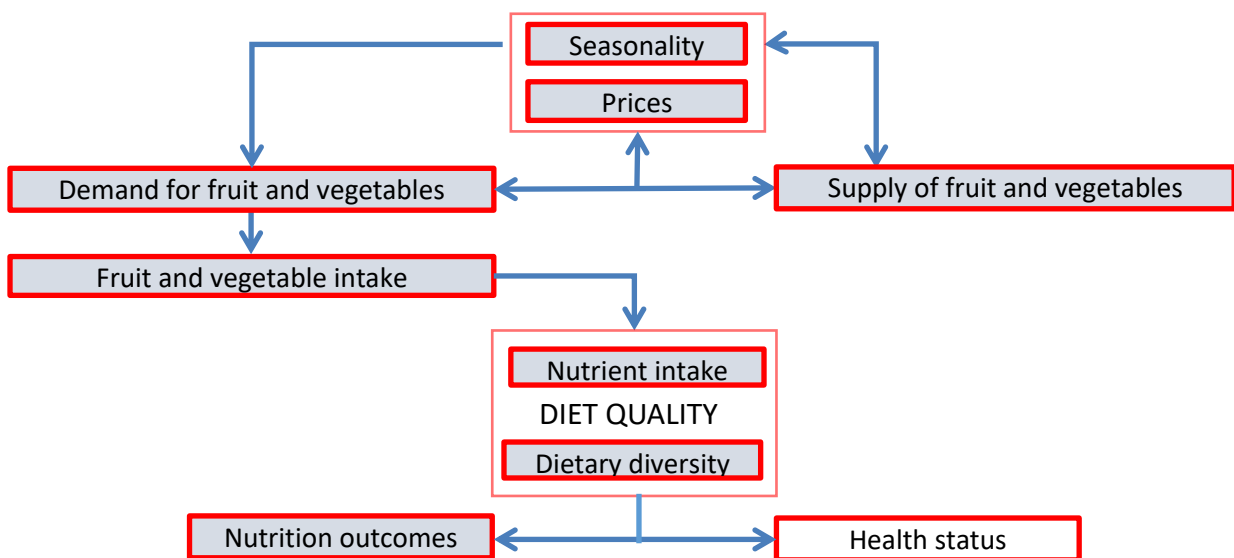 Seasonality
Prices
Demand for fruit and vegetables
Supply of fruit and vegetables
Fruit and vegetable intake
Nutrient intake
DIET QUALITY
Dietary diversity
Nutrition outcomes
Health status